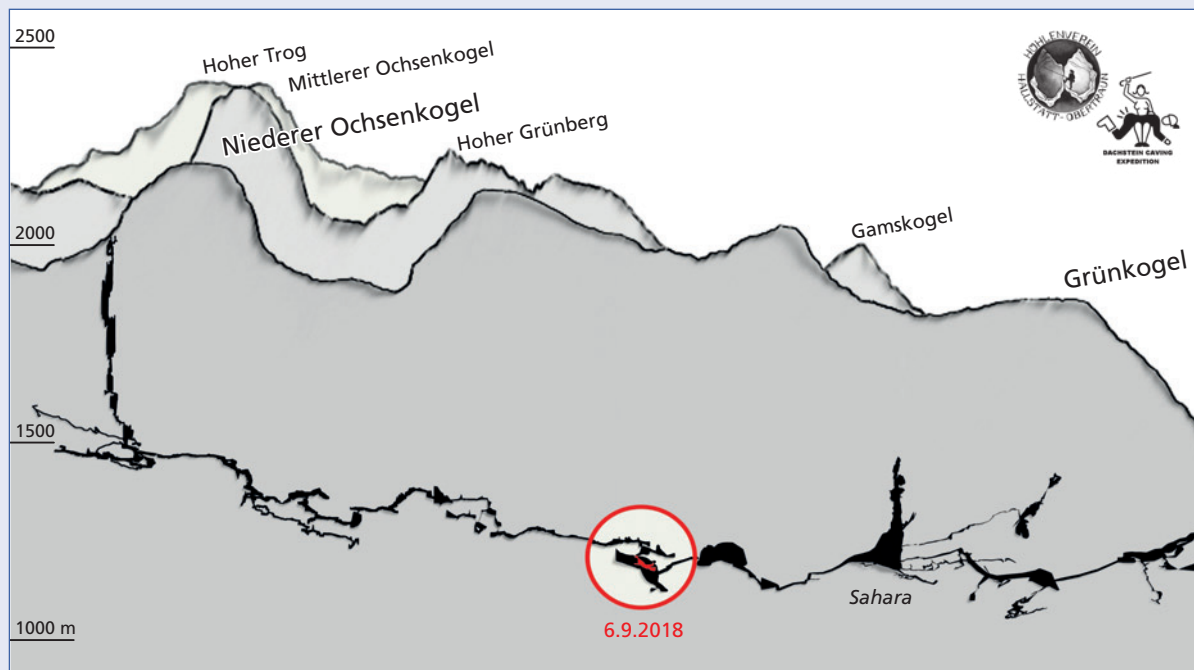 2500
Hoher Trog
Mittlerer Ochsenkogel
Niederer Ochsenkogel
Hoher Grünberg
HÖHLENVEREIN
HALLSTATT-OBERTRAUN
DACHSTEIN CAVING
EXPEDITION
2000
Gamskogel
Grünkogel
1500
Sahara
6.9.2018
1000 m